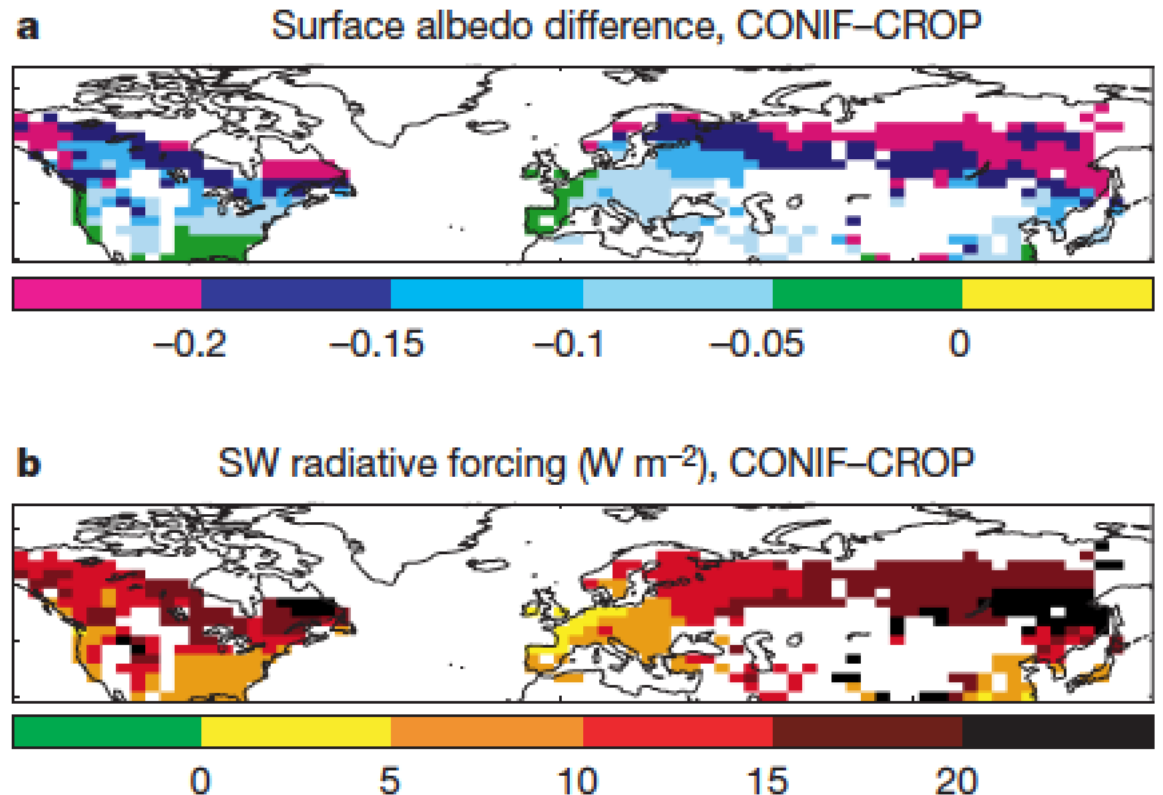 a Surface albedo difference, CONIF–CROP
–0.2 –0.15 –0.1 –0.05 0
b SW radiative forcing (W m⁻²), CONIF–CROP
0 5 10 15 20